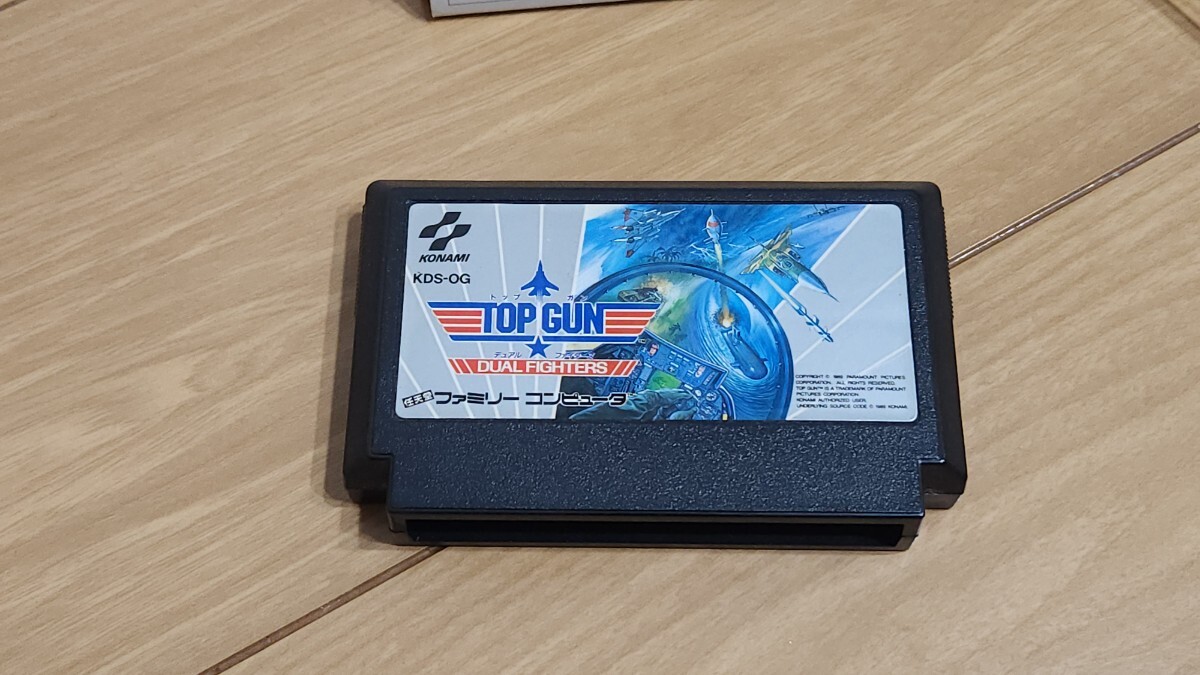 KONAMI
KDS-OG
トップ ガン
TOP GUN
デュアル ファイターツ
DUAL FIGHTERS
任天堂 ファミリー コンピュータ
COPYRIGHT © 1989 PARAMOUNT PICTURES
CORPORATION. ALL RIGHTS RESERVED.
TOP GUN™ IS A TRADEMARK OF PARAMOUNT
PICTURES CORPORATION.
KONAMI AUTHORIZED USER.
UNDERLYING SOURCE CODE © 1989 KONAMI.